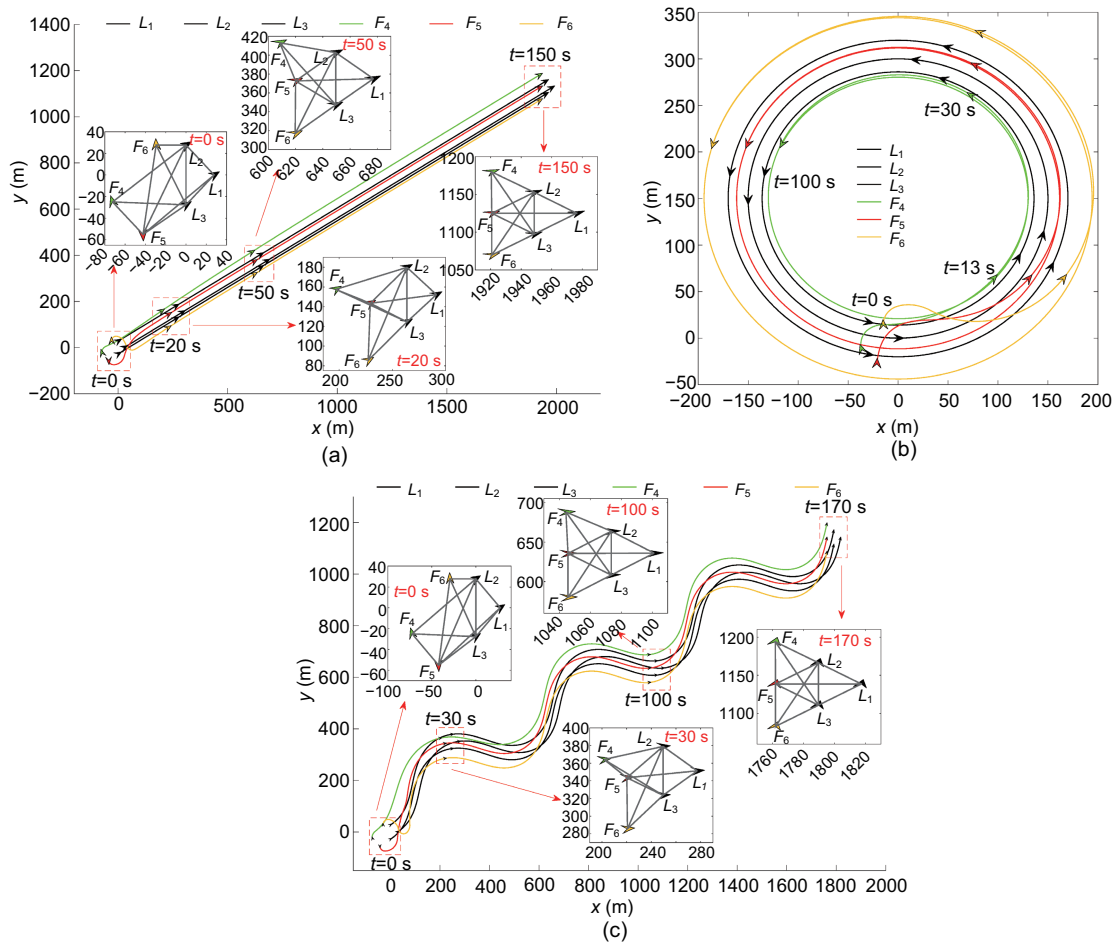 L1 L2 L3 F4 F5 F6
1400
1200
1000
800
600
400
200
0
−200
y (m)
0 500 1000 1500 2000
x (m)
(a)
t=0 s
t=20 s
t=50 s
t=150 s
40
20
0
−20
−40
−60
−80 −60 −40 −20 0 20 40
t=0 s
F6 L2 L1 F4 L3 F5
420
400
380
360
340
320
300
600 620 640 660 680
t=50 s
F4 L2 F5 L1 L3 F6
180
160
140
120
100
80
200 250 300
t=20 s
F4 L2 L1 F5 L3 F6
1200
1150
1100
1050
1920 1940 1960 1980
t=150 s
F4 L2 F5 L1 L3 F6
350
300
250
200
150
100
50
0
−50
y (m)
−200 −150 −100 −50 0 50 100 150 200
x (m)
(b)
t=30 s
t=100 s
t=13 s
t=0 s
L1
L2
L3
F4
F5
F6
L1 L2 L3 F4 F5 F6
1200
1000
800
600
400
200
0
y (m)
0 200 400 600 800 1000 1200 1400 1600 1800 2000
x (m)
(c)
t=0 s
t=30 s
t=100 s
t=170 s
40
20
0
−20
−40
−60
−100 −50 0
t=0 s
F6 L2 L1 F4 L3 F5
700
650
600
1040 1060 1080 1100
t=100 s
F4 L2 F5 L1 L3 F6
400
380
360
340
320
300
280
200 250 280
t=30 s
F4 L2 F5 L1 L3 F6
1200
1150
1100
1760 1780 1800 1820
t=170 s
F4 L2 F5 L1 L3 F6